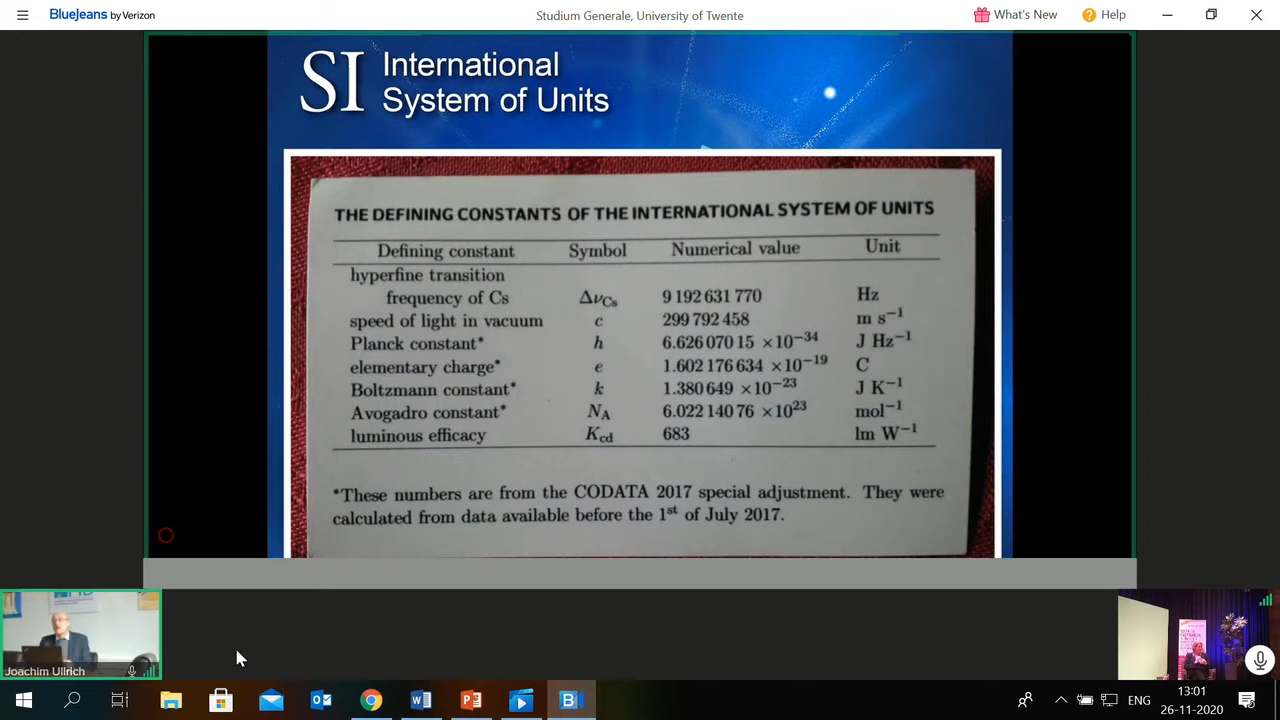 BlueJeans by Verizon
Studium Generale, University of Twente
What's New
Help
SI International
System of Units
THE DEFINING CONSTANTS OF THE INTERNATIONAL SYSTEM OF UNITS
Defining constant Symbol Numerical value Unit
hyperfine transition
frequency of Cs Δν_Cs 9 192 631 770 Hz
speed of light in vacuum c 299 792 458 m s⁻¹
Planck constant* h 6.626 070 15 ×10⁻³⁴ J Hz⁻¹
elementary charge* e 1.602 176 634 ×10⁻¹⁹ C
Boltzmann constant* k 1.380 649 ×10⁻²³ J K⁻¹
Avogadro constant* N_A 6.022 140 76 ×10²³ mol⁻¹
luminous efficacy K_cd 683 lm W⁻¹
*These numbers are from the CODATA 2017 special adjustment. They were
calculated from data available before the 1ˢᵗ of July 2017.
Joachim Ullrich
ENG
13:01
26-11-2020